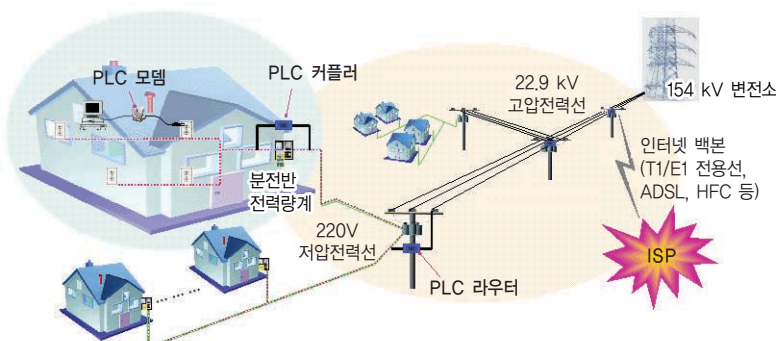 PLC 모뎀
PLC 커플러
분전반
전력량계
22.9 kV
고압전력선
154 kV 변전소
인터넷 백본
(T1/E1 전용선,
ADSL, HFC 등)
220V
저압전력선
PLC 라우터
ISP